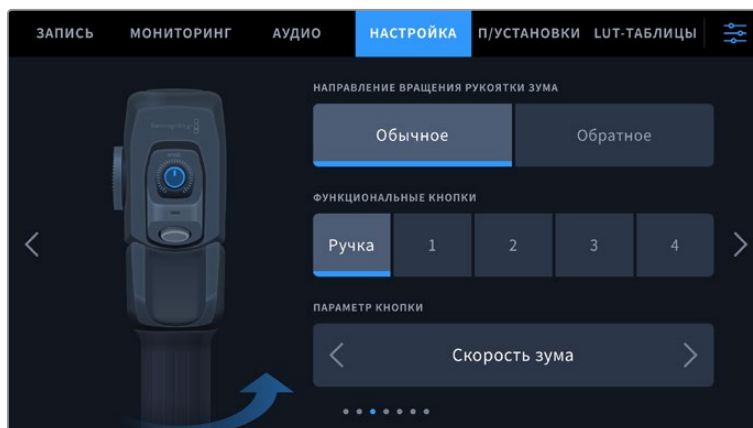 ЗАПИСЬ МОНИТОРИНГ АУДИО НАСТРОЙКА П/УСТАНОВКИ LUT-ТАБЛИЦЫ
НАПРАВЛЕНИЕ ВРАЩЕНИЯ РУКОЯТКИ ЗУМА
Обычное Обратное
ФУНКЦИОНАЛЬНЫЕ КНОПКИ
Ручка 1 2 3 4
ПАРАМЕТР КНОПКИ
Скорость зума